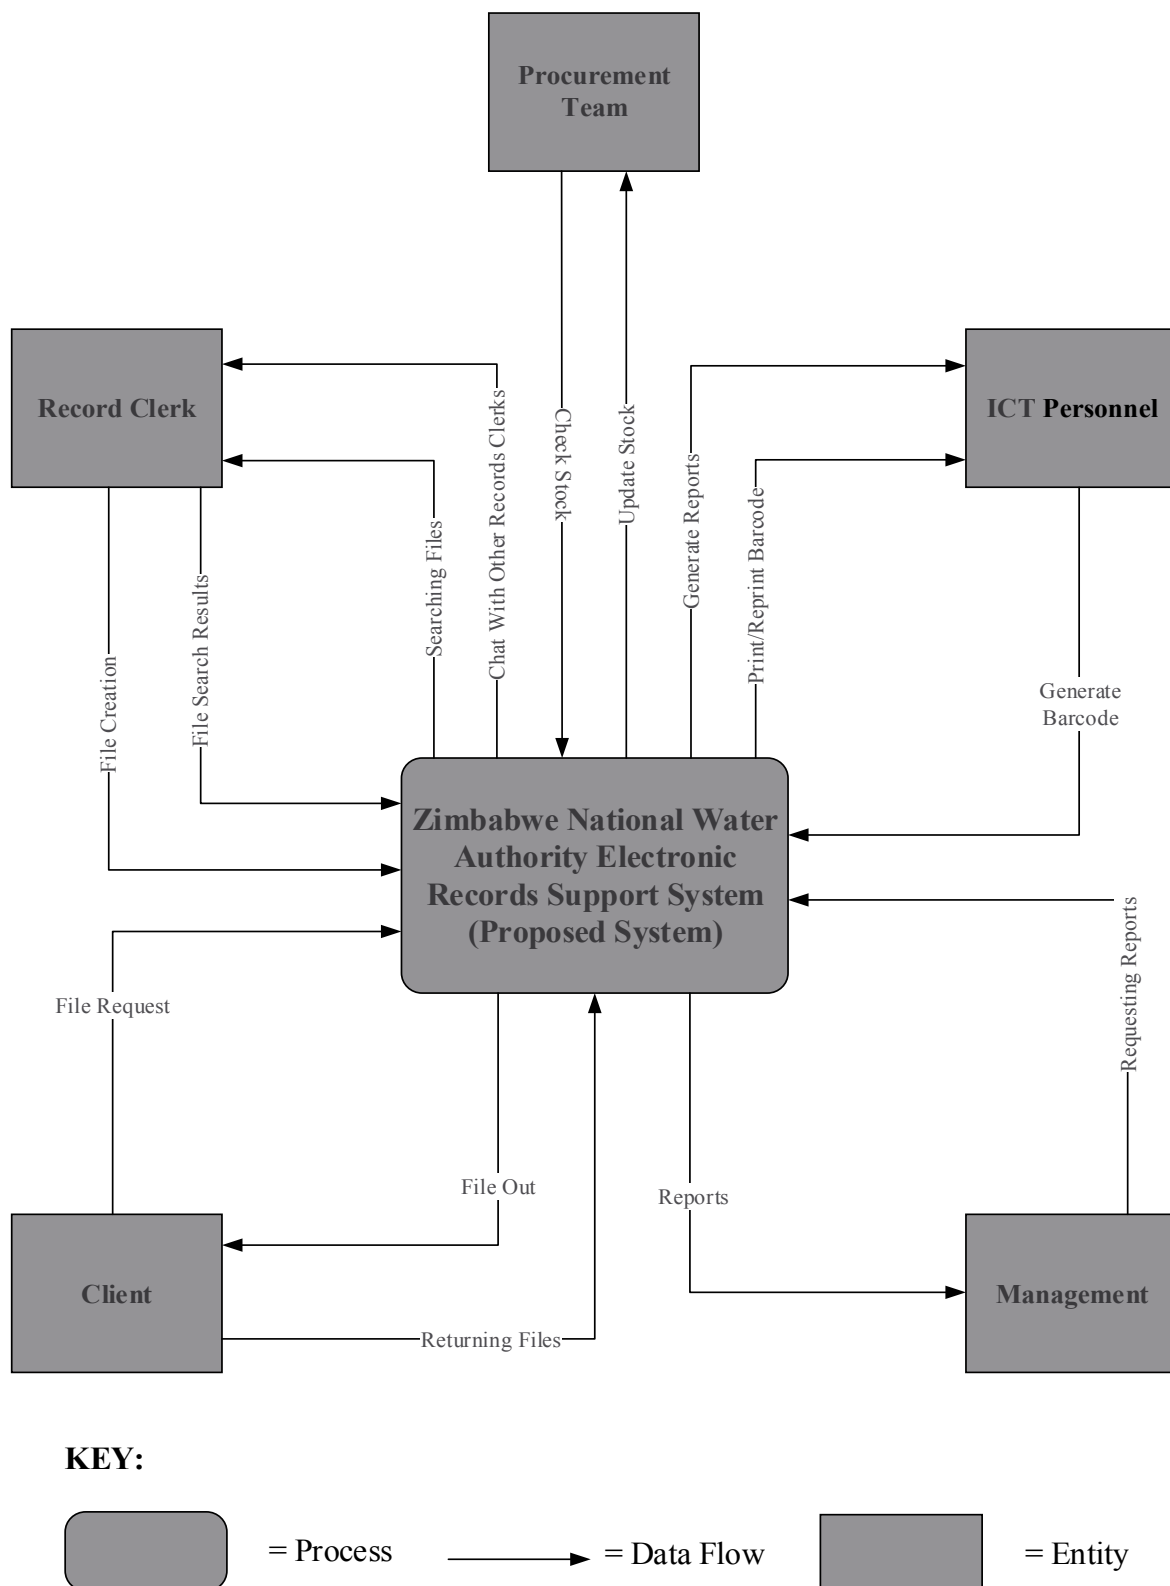 Procurement
Team
Record Clerk
ICT Personnel
Chat With Other Records Clerks
Searching Files
Check Stock
Update Stock
Generate Reports
Print/Reprint Barcode
File Search Results
File Creation
Generate
Barcode
Zimbabwe National Water
Authority Electronic
Records Support System
(Proposed System)
File Request
Requesting Reports
File Out
Reports
Client
Management
Returning Files
KEY:
= Process
= Data Flow
= Entity